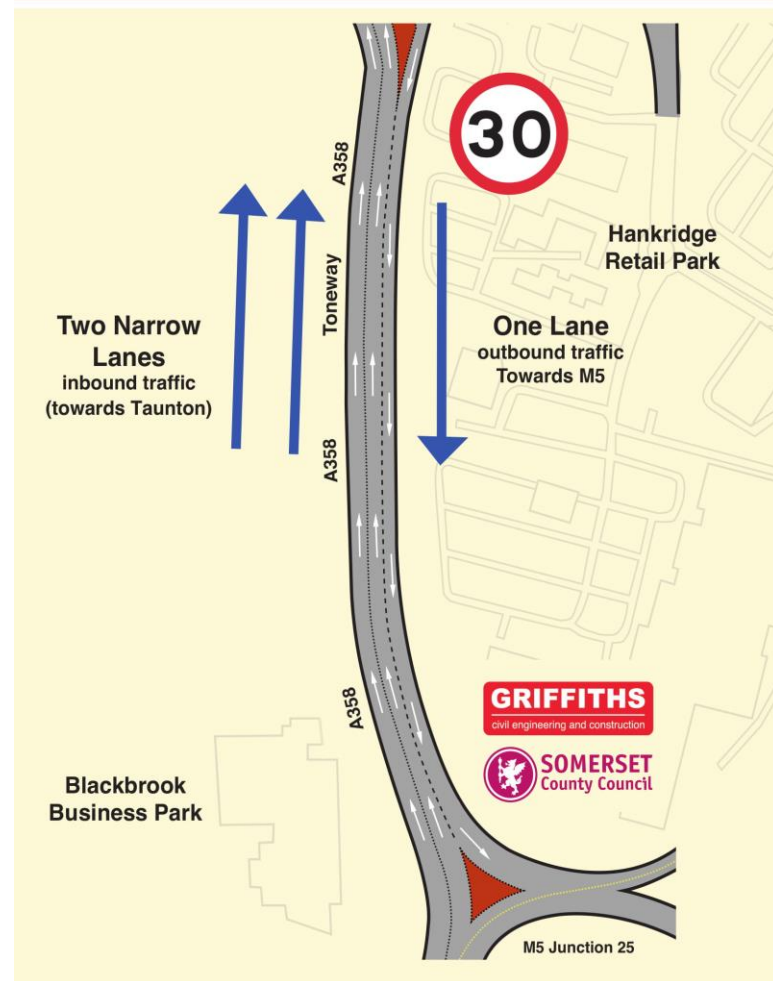 30
A358
Hankridge
Retail Park
Toneway
Two Narrow
Lanes
inbound traffic
(towards Taunton)
One Lane
outbound traffic
Towards M5
A358
A358
GRIFFITHS
civil engineering and construction
SOMERSET
County Council
Blackbrook
Business Park
M5 Junction 25